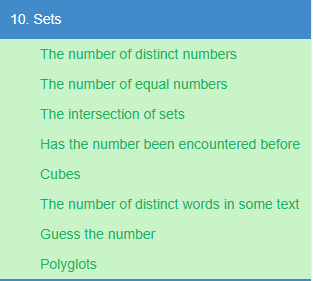 10. Sets
The number of distinct numbers
The number of equal numbers
The intersection of sets
Has the number been encountered before
Cubes
The number of distinct words in some text
Guess the number
Polyglots